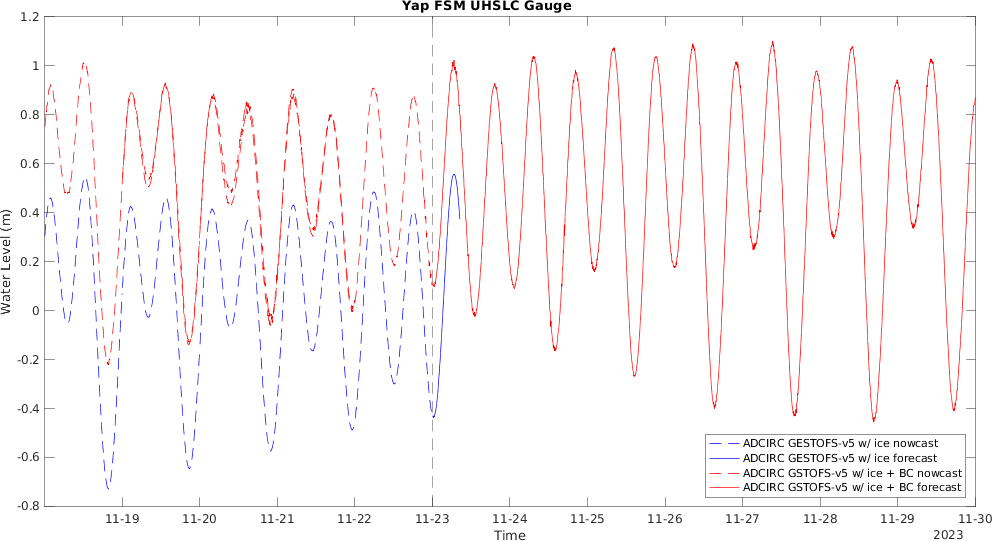 Yap FSM UHSLC Gauge
1.2
1
0.8
0.6
0.4
0.2
0
-0.2
-0.4
-0.6
-0.8
Water Level (m)
11-19 11-20 11-21 11-22 11-23 11-24 11-25 11-26 11-27 11-28 11-29 11-30
Time
2023
ADCIRC GESTOFS-v5 w/ ice nowcast
ADCIRC GESTOFS-v5 w/ ice forecast
ADCIRC GSTOFS-v5 w/ ice + BC nowcast
ADCIRC GSTOFS-v5 w/ ice + BC forecast